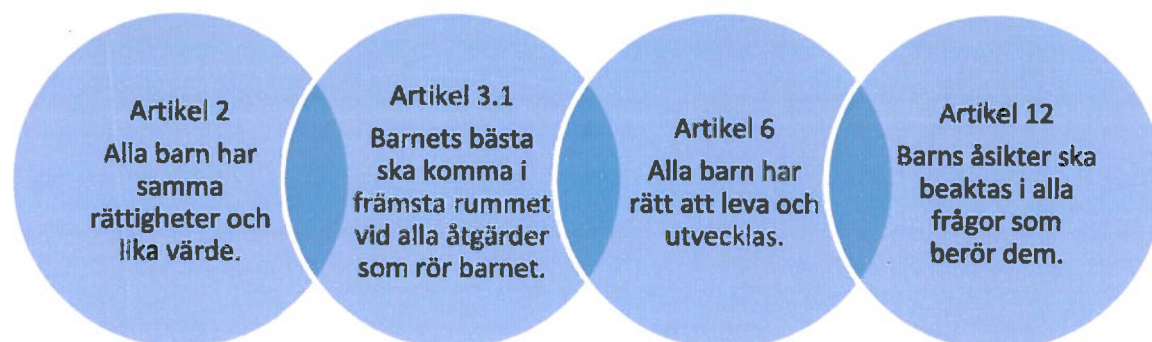 Artikel 2
Alla barn har
samma
rättigheter och
lika värde.
Artikel 3.1
Barnets bästa
ska komma i
främsta rummet
vid alla åtgärder
som rör barnet.
Artikel 6
Alla barn har
rätt att leva och
utvecklas.
Artikel 12
Barns åsikter ska
beaktas i alla
frågor som
berör dem.